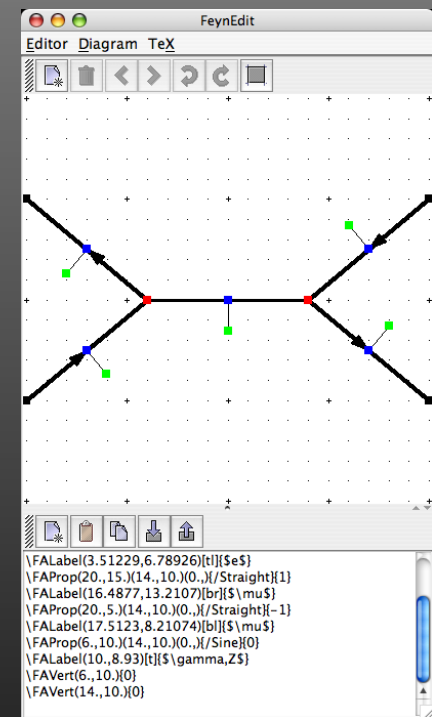 FeynEdit
Editor Diagram TeX
\FALabel(3.51229,6.78926)[tl]{$e$}
\FAProp(20.,15.)(14.,10.)(0.,){/Straight}{1}
\FALabel(16.4877,13.2107)[br]{$\mu$}
\FAProp(20.,5.)(14.,10.)(0.,){/Straight}{-1}
\FALabel(17.5123,8.21074)[bl]{$\mu$}
\FAProp(6.,10.)(14.,10.)(0.,){/Sine}{0}
\FALabel(10.,8.93)[t]{$\gamma,Z$}
\FAVert(6.,10.){0}
\FAVert(14.,10.){0}